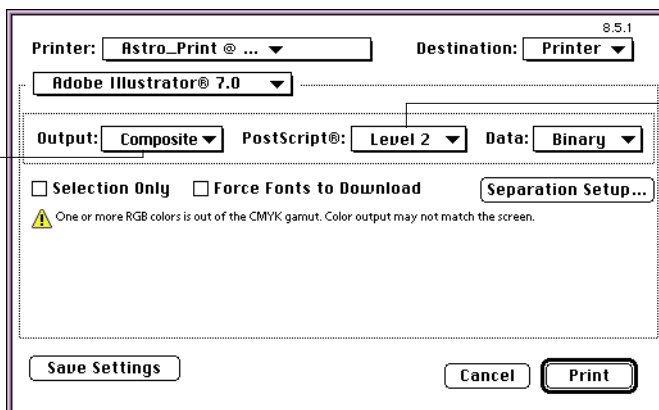 8.5.1
Printer: Astro_Print @ ... Destination: Printer
Adobe Illustrator® 7.0
Output: Composite PostScript®: Level 2 Data: Binary
Selection Only Force Fonts to Download Separation Setup...
One or more RGB colors is out of the CMYK gamut. Color output may not match the screen.
Save Settings Cancel Print